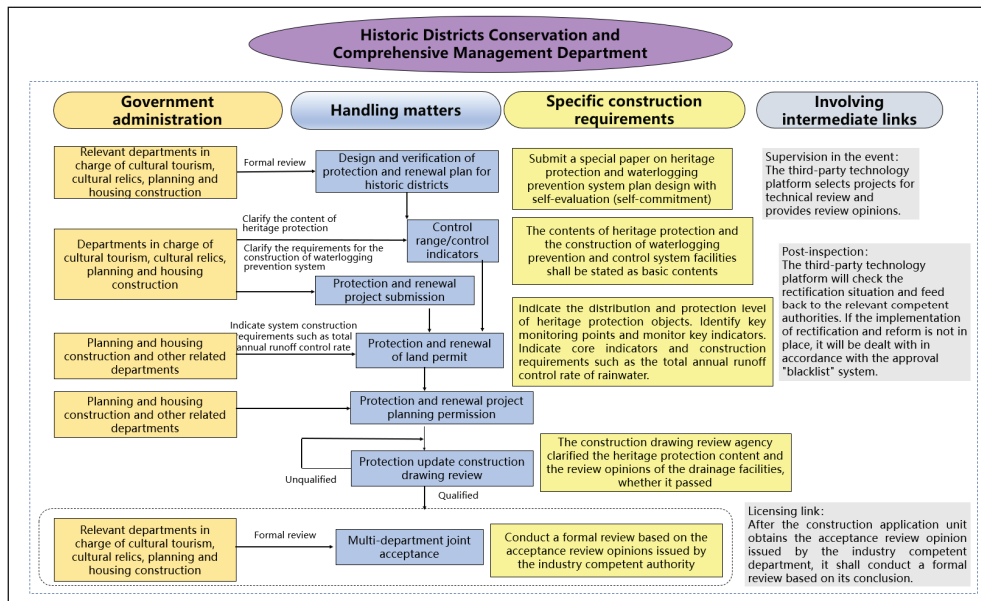 Historic Districts Conservation and
Comprehensive Management Department
Government
administration
Handling matters
Specific construction
requirements
Involving
intermediate links
Relevant departments in
charge of cultural tourism,
cultural relics, planning and
housing construction
Formal review
Design and verification of
protection and renewal plan for
historic districts
Submit a special paper on heritage
protection and waterlogging
prevention system plan design with
self-evaluation (self-commitment)
Supervision in the event:
The third-party technology
platform selects projects for
technical review and
provides review opinions.
Departments in charge of
cultural tourism, cultural relics,
planning and housing
construction
Clarify the content of
heritage protection
Clarify the requirements for the
construction of waterlogging
prevention system
Control
range/control
indicators
The contents of heritage protection and
the construction of waterlogging
prevention and control system facilities
shall be stated as basic contents
Protection and renewal
project submission
Post-inspection:
The third-party technology
platform will check the
rectification situation and feed
back to the relevant competent
authorities. If the implementation
of rectification and reform is not in
place, it will be dealt with in
accordance with the approval
"blacklist" system.
Planning and housing
construction and other related
departments
Indicate system construction
requirements such as total
annual runoff control rate
Protection and renewal
of land permit
Indicate the distribution and protection level
of heritage protection objects. Identify key
monitoring points and monitor key indicators.
Indicate core indicators and construction
requirements such as the total annual runoff
control rate of rainwater.
Planning and housing
construction and other related
departments
Protection and renewal project
planning permission
Protection update construction
drawing review
Unqualified
Qualified
The construction drawing review agency
clarified the heritage protection content and
the review opinions of the drainage facilities,
whether it passed
Relevant departments in
charge of cultural tourism,
cultural relics, planning and
housing construction
Formal review
Multi-department joint
acceptance
Conduct a formal review based on the
acceptance review opinions issued by
the industry competent authority
Licensing link:
After the construction application unit
obtains the acceptance review opinion
issued by the industry competent
department, it shall conduct a formal
review based on its conclusion.